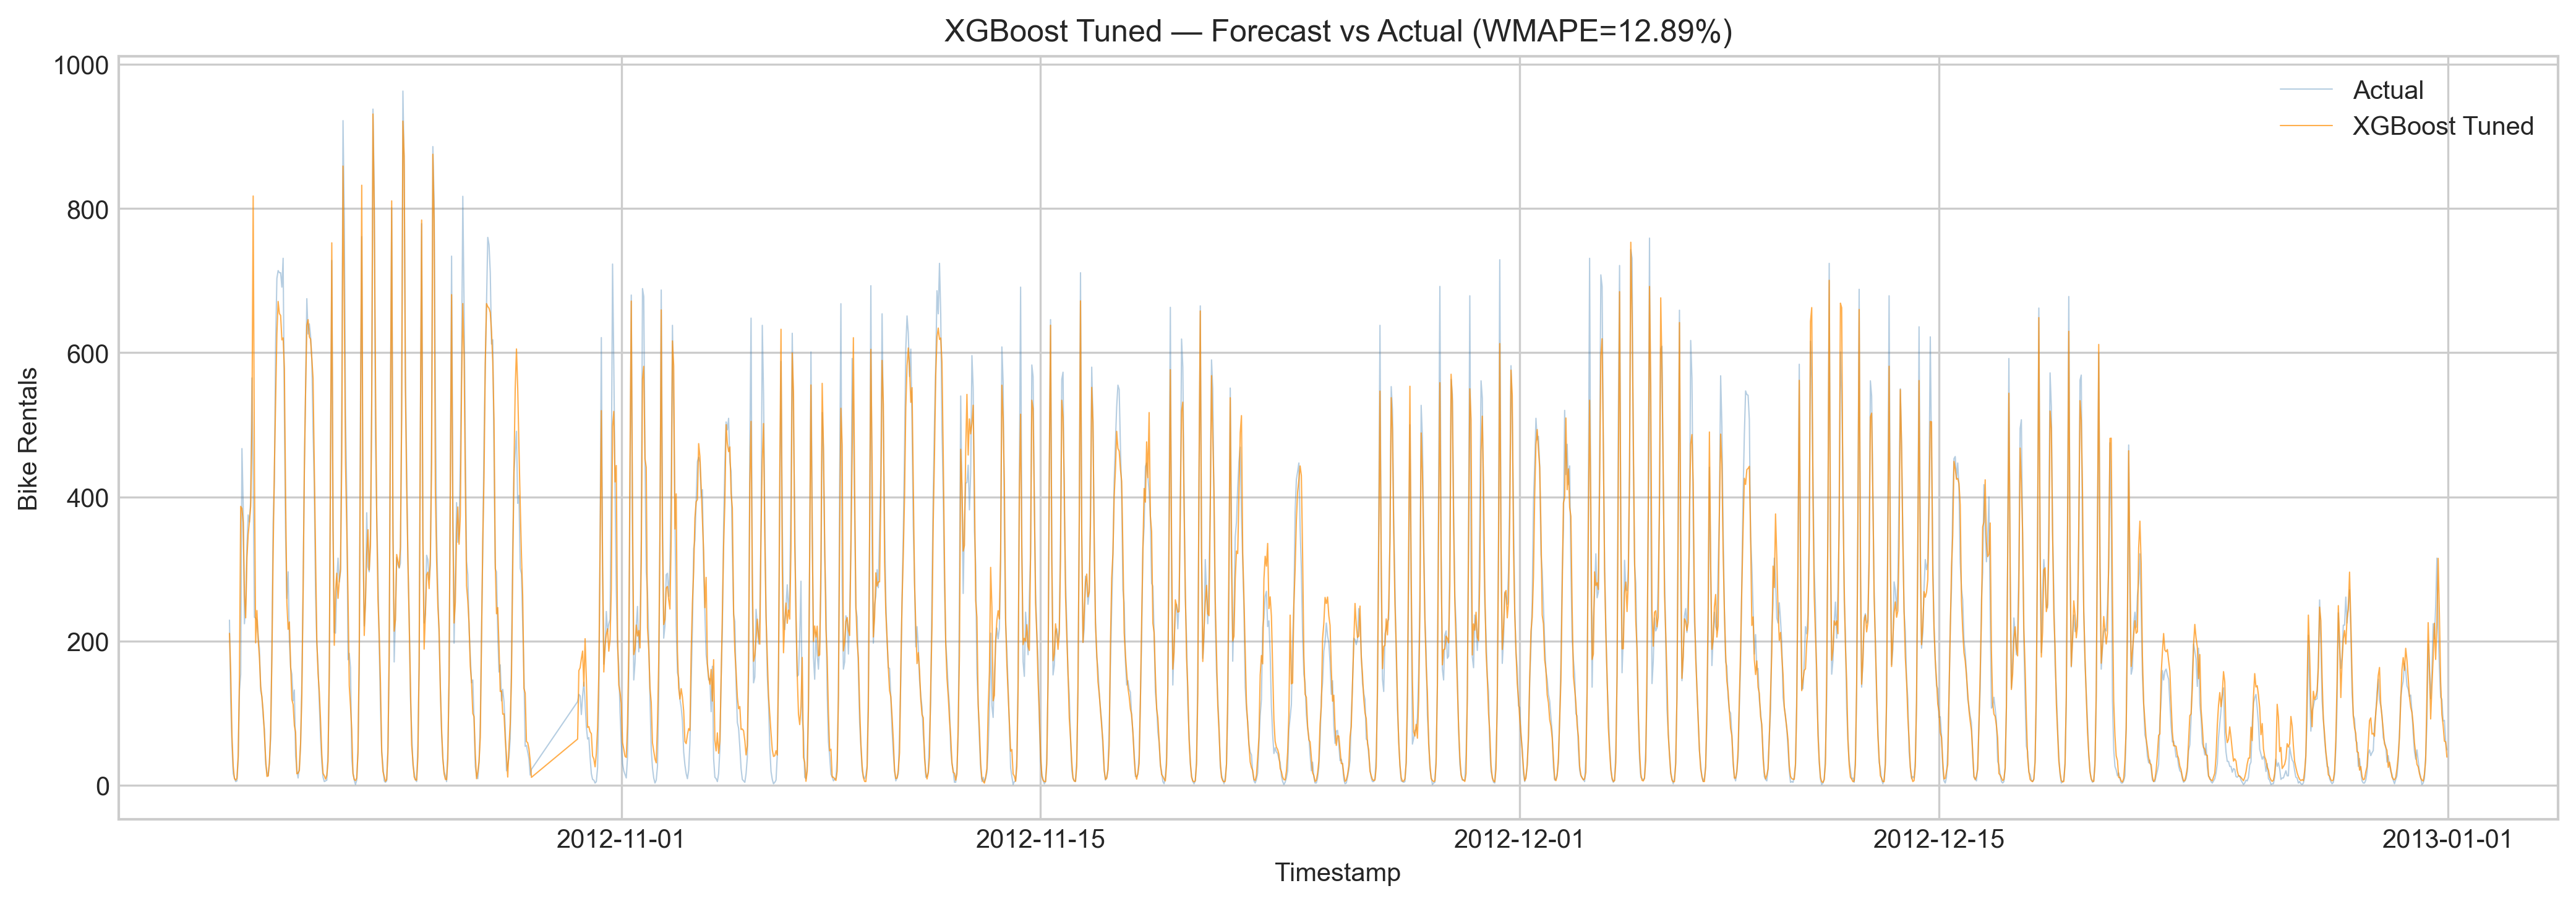 XGBoost Tuned — Forecast vs Actual (WMAPE=12.89%)
Actual
XGBoost Tuned
1000
800
600
400
200
0
Bike Rentals
2012-11-01 2012-11-15 2012-12-01 2012-12-15 2013-01-01
Timestamp